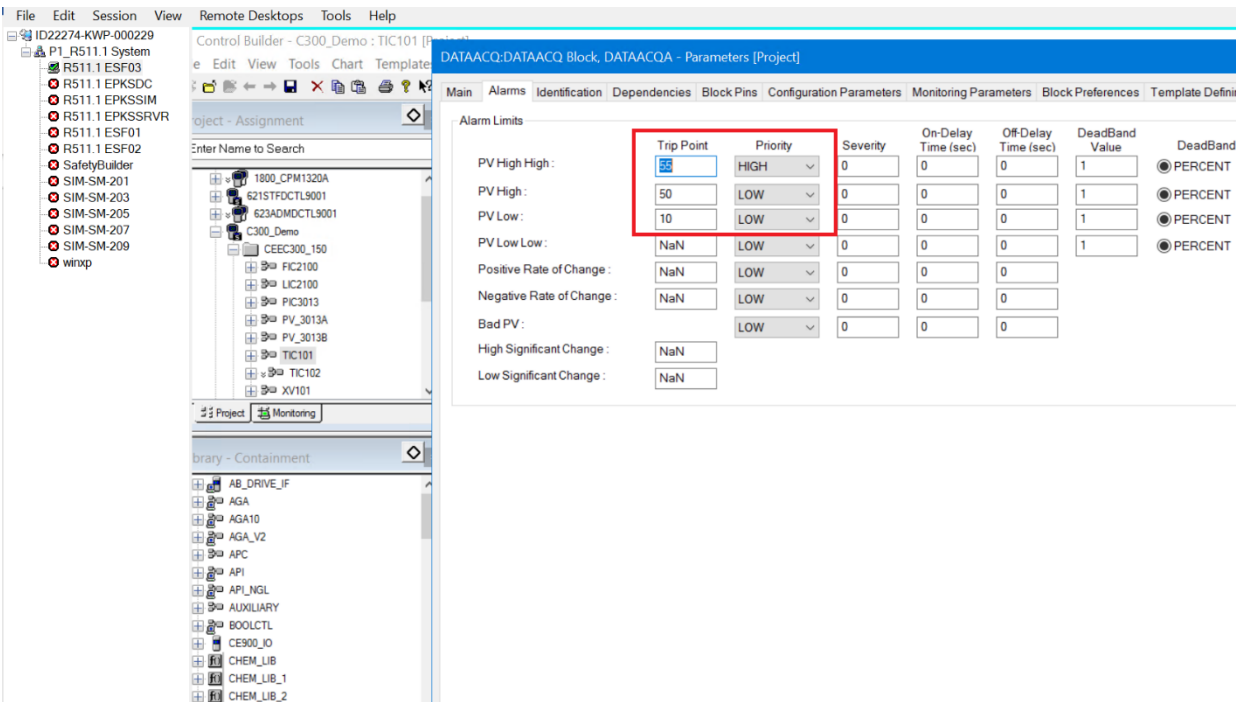 File Edit Session View Remote Desktops Tools Help
ID22274-KWP-000229
P1_R511.1 System
R511.1 ESF03
R511.1 EPKSDC
R511.1 EPKSSIM
R511.1 EPKSSRVR
R511.1 ESF01
R511.1 ESF02
SafetyBuilder
SIM-SM-201
SIM-SM-203
SIM-SM-205
SIM-SM-207
SIM-SM-209
winxp
Control Builder - C300_Demo : TIC101
e Edit View Tools Chart Template
oject - Assignment
Enter Name to Search
1800_CPM1320A
621STFDCTL9001
623ADMDCTL9001
C300_Demo
CEEC300_150
FIC2100
LIC2100
PIC3013
PV_3013A
PV_3013B
TIC101
TIC102
XV101
Project Monitoring
brary - Containment
AB_DRIVE_IF
AGA
AGA10
AGA_V2
APC
API
API_NGL
AUXILIARY
BOOLCTL
CE900_IO
CHEM_LIB
CHEM_LIB_1
CHEM_LIB_2
DATAACQ:DATAACQ Block, DATAACQA - Parameters [Project]
Main Alarms Identification Dependencies Block Pins Configuration Parameters Monitoring Parameters Block Preferences Template Defini
Alarm Limits
Trip Point Priority Severity On-Delay Time (sec) Off-Delay Time (sec) DeadBand Value DeadBand
PV High High : 55 HIGH 0 0 0 1 PERCENT
PV High : 50 LOW 0 0 0 1 PERCENT
PV Low : 10 LOW 0 0 0 1 PERCENT
PV Low Low : NaN LOW 0 0 0 1 PERCENT
Positive Rate of Change : NaN LOW 0 0 0
Negative Rate of Change : NaN LOW 0 0 0
Bad PV : LOW 0 0 0
High Significant Change : NaN
Low Significant Change : NaN